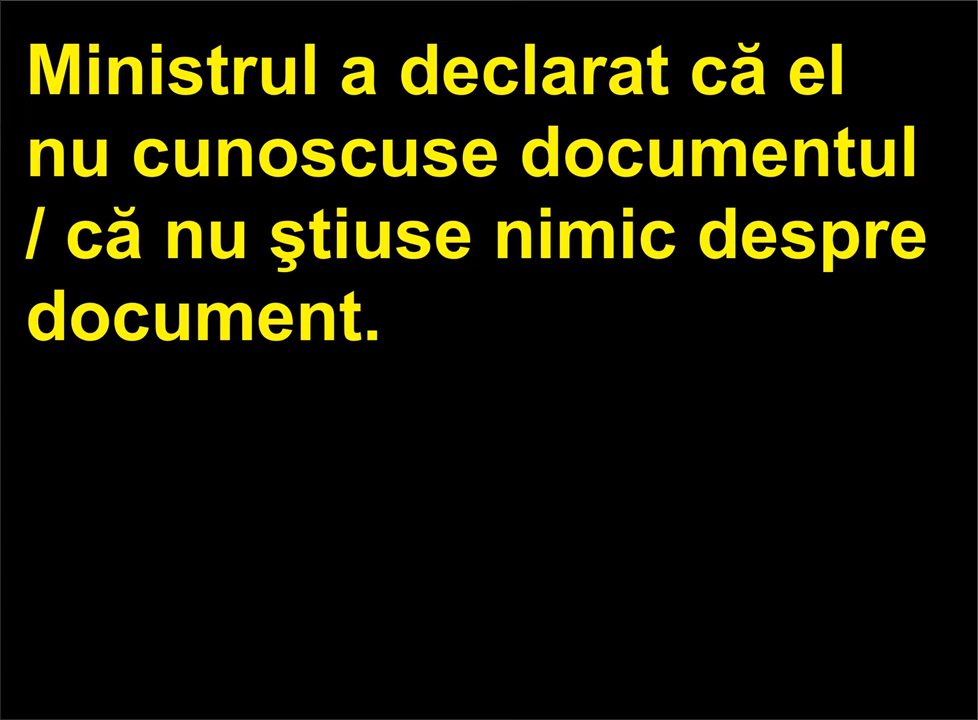 Ministrul a declarat că el
nu cunoscuse documentul
/ că nu ştiuse nimic despre
document.